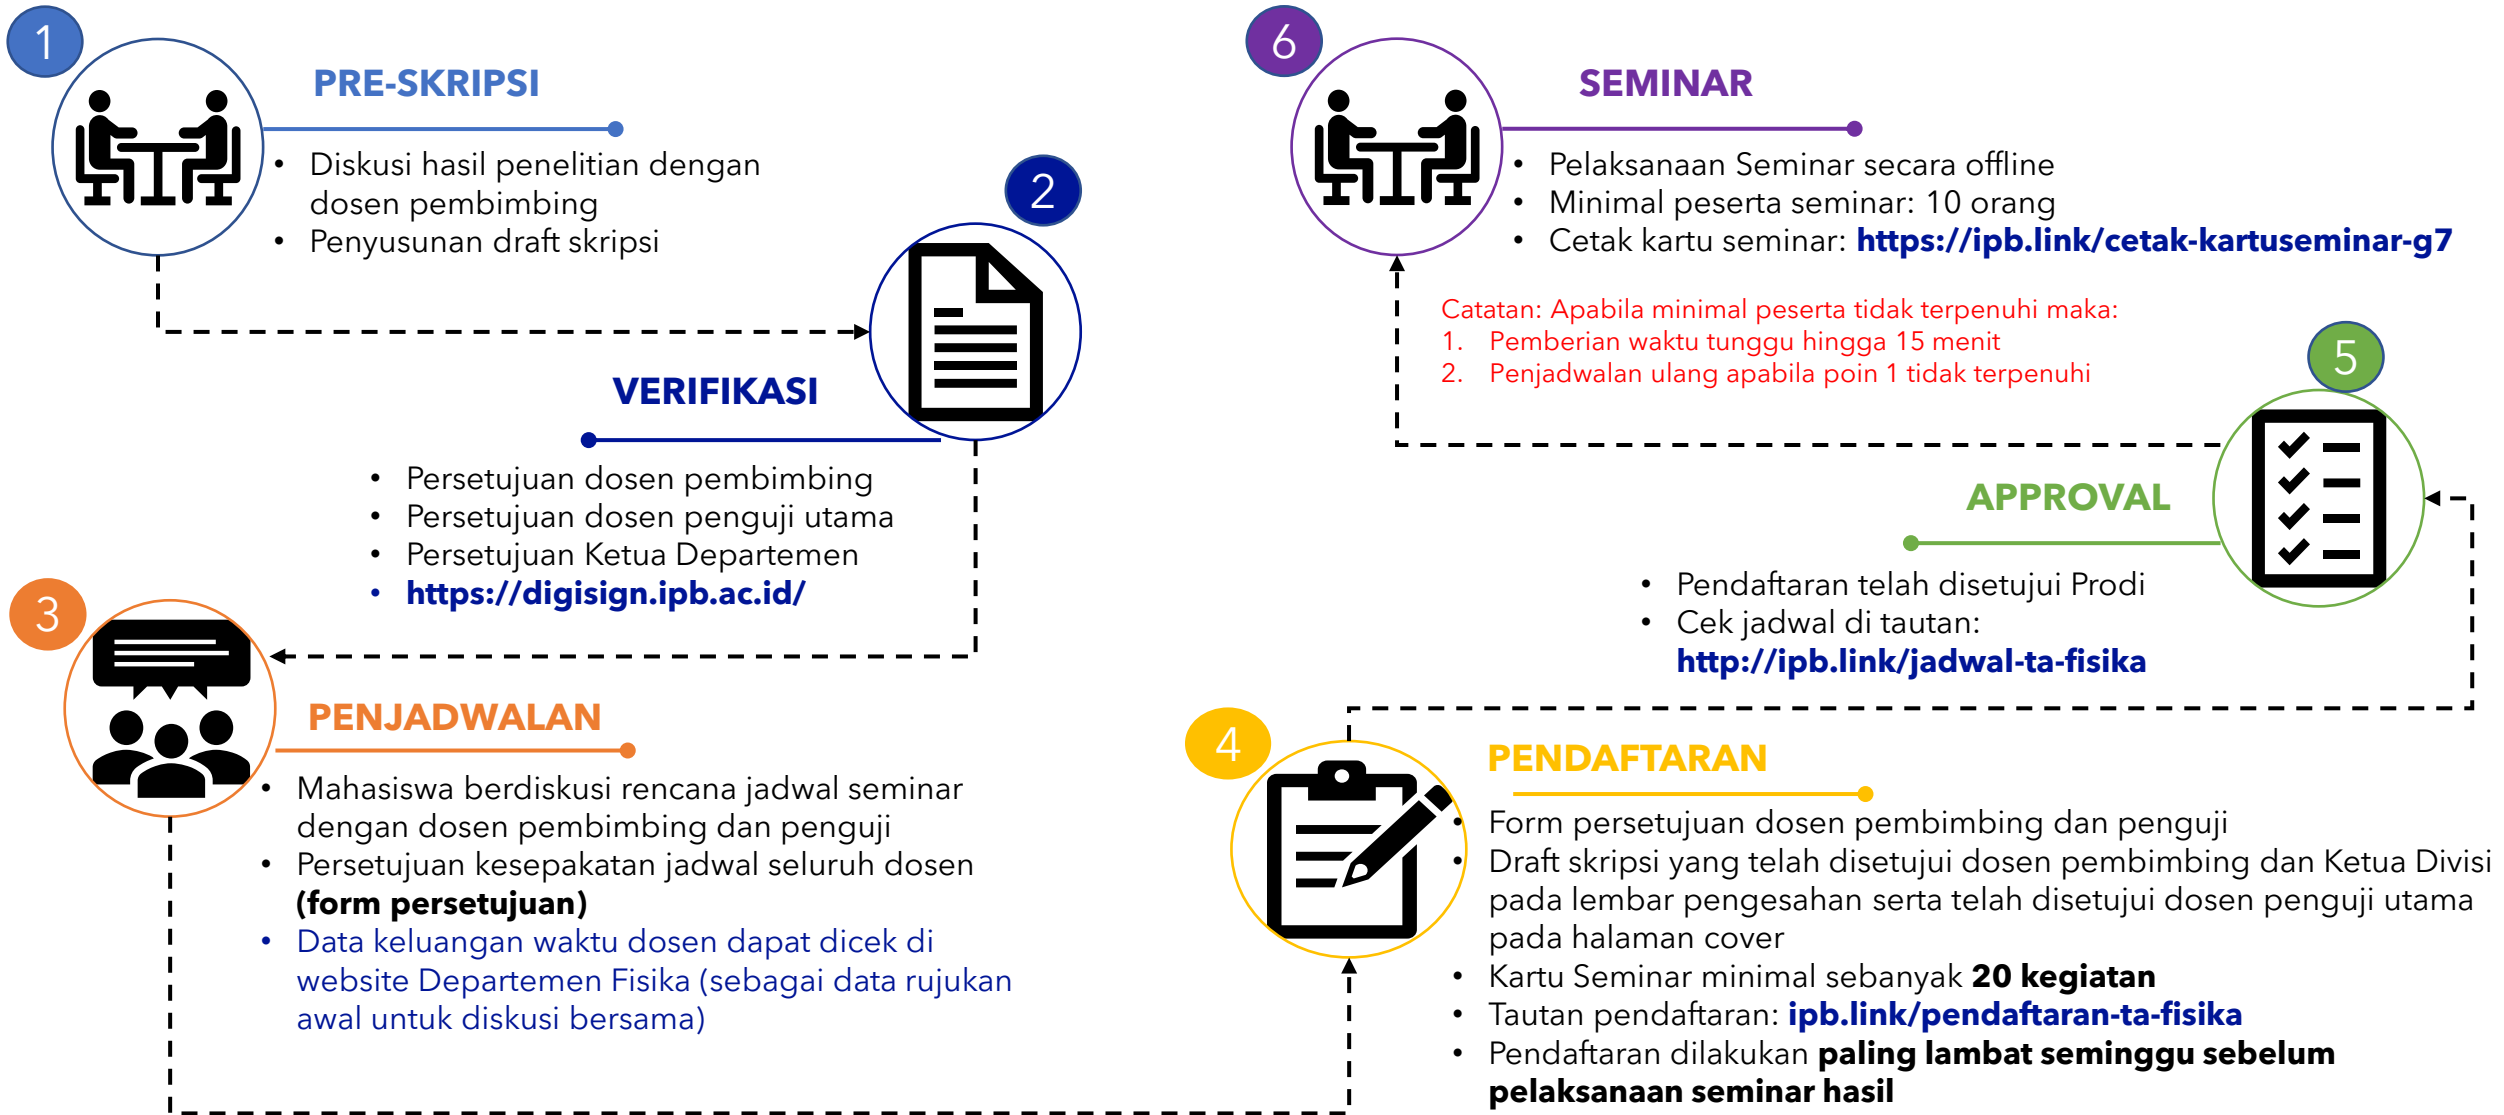 1
PRE-SKRIPSI
• Diskusi hasil penelitian dengan
dosen pembimbing
• Penyusunan draft skripsi
2
VERIFIKASI
• Persetujuan dosen pembimbing
• Persetujuan dosen penguji utama
• Persetujuan Ketua Departemen
• https://digisign.ipb.ac.id/
3
PENJADWALAN
• Mahasiswa berdiskusi rencana jadwal seminar
dengan dosen pembimbing dan penguji
• Persetujuan kesepakatan jadwal seluruh dosen
(form persetujuan)
• Data keluangan waktu dosen dapat dicek di
website Departemen Fisika (sebagai data rujukan
awal untuk diskusi bersama)
4
PENDAFTARAN
• Form persetujuan dosen pembimbing dan penguji
• Draft skripsi yang telah disetujui dosen pembimbing dan Ketua Divisi
pada lembar pengesahan serta telah disetujui dosen penguji utama
pada halaman cover
• Kartu Seminar minimal sebanyak 20 kegiatan
• Tautan pendaftaran: ipb.link/pendaftaran-ta-fisika
• Pendaftaran dilakukan paling lambat seminggu sebelum
pelaksanaan seminar hasil
5
APPROVAL
• Pendaftaran telah disetujui Prodi
• Cek jadwal di tautan:
http://ipb.link/jadwal-ta-fisika
6
SEMINAR
• Pelaksanaan Seminar secara offline
• Minimal peserta seminar: 10 orang
• Cetak kartu seminar: https://ipb.link/cetak-kartuseminar-g7
Catatan: Apabila minimal peserta tidak terpenuhi maka:
1. Pemberian waktu tunggu hingga 15 menit
2. Penjadwalan ulang apabila poin 1 tidak terpenuhi